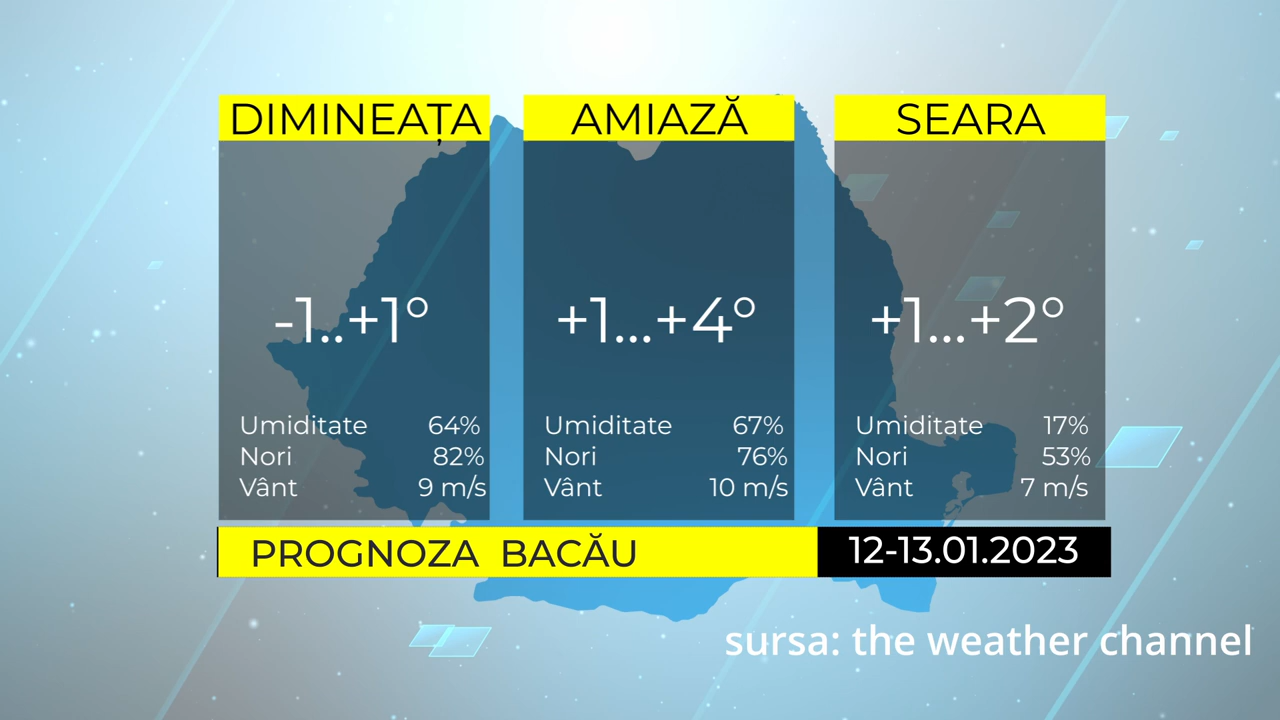 DIMINEAȚA
-1..+1°
Umiditate 64%
Nori 82%
Vânt 9 m/s
AMIAZĂ
+1...+4°
Umiditate 67%
Nori 76%
Vânt 10 m/s
SEARA
+1...+2°
Umiditate 17%
Nori 53%
Vânt 7 m/s
PROGNOZA BACĂU
12-13.01.2023
sursa: the weather channel